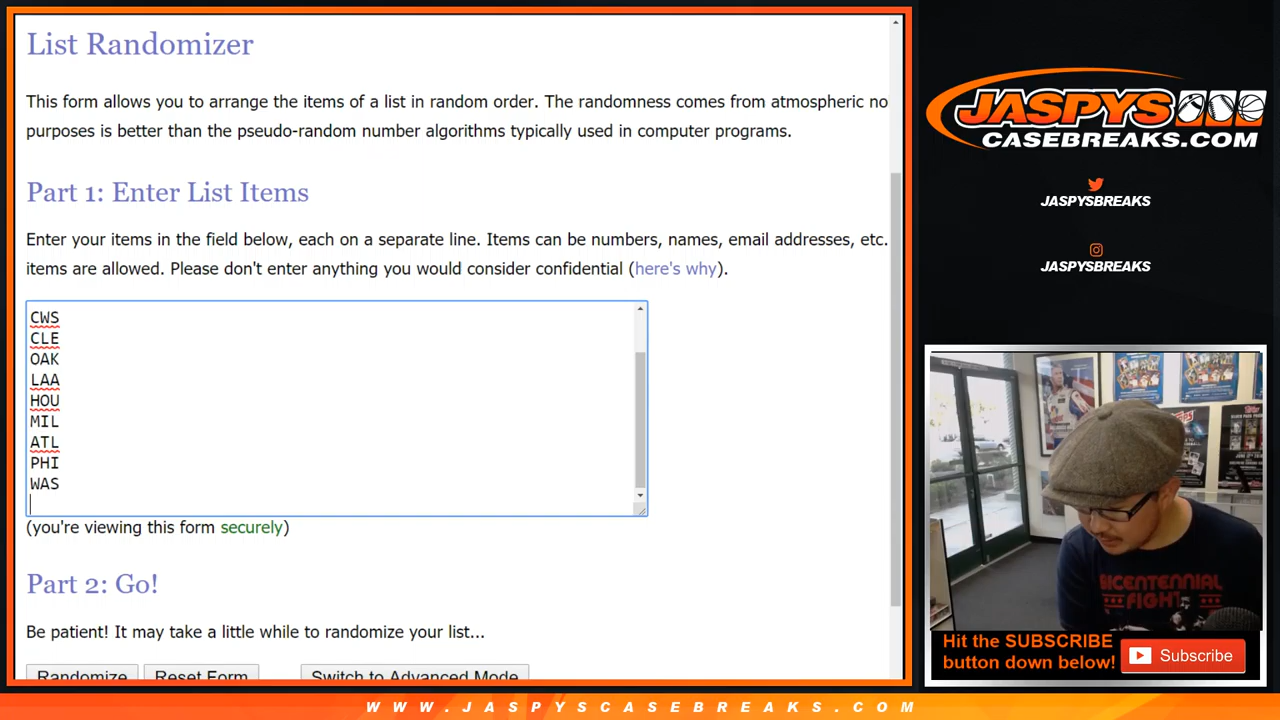 List Randomizer
This form allows you to arrange the items of a list in random order. The randomness comes from atmospheric no
purposes is better than the pseudo-random number algorithms typically used in computer programs.
Part 1: Enter List Items
Enter your items in the field below, each on a separate line. Items can be numbers, names, email addresses, etc.
items are allowed. Please don't enter anything you would consider confidential (here's why).
CWS
CLE
OAK
LAA
HOU
MIL
ATL
PHI
WAS
(you're viewing this form securely)
Part 2: Go!
Be patient! It may take a little while to randomize your list...
Randomize Reset Form Switch to Advanced Mode
JASPYS
CASEBREAKS.COM
JASPYSBREAKS
JASPYSBREAKS
BICENTENNIAL
FIGHT
Hit the SUBSCRIBE
button down below!
Subscribe
WWW.JASPYSCASEBREAKS.COM